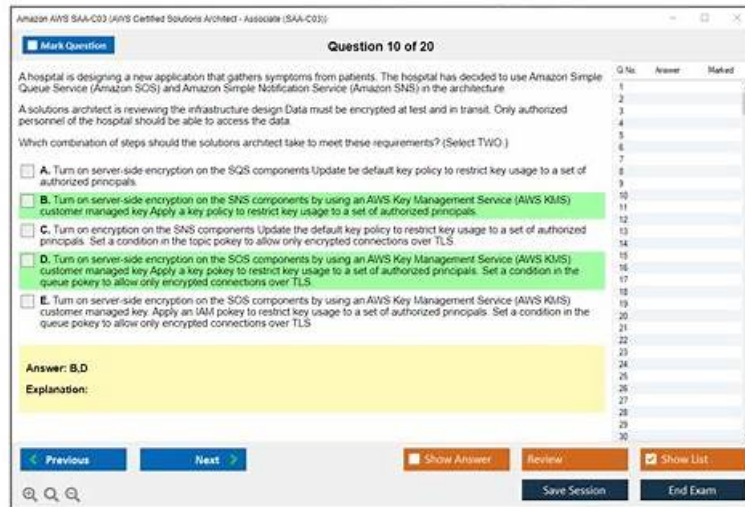 Amazon AWS SAA-C03 (AWS Certified Solutions Architect - Associate (SAA-C03))
Mark Question
Question 10 of 20
A hospital is designing a new application that gathers symptoms from patients. The hospital has decided to use Amazon Simple
Queue Service (Amazon SOS) and Amazon Simple Notification Service (Amazon SNS) in the architecture
A solutions architect is reviewing the infrastructure design Data must be encrypted at test and in transit. Only authorized
personnel of the hospital should be able to access the data.
Which combination of steps should the solutions architect take to meet these requirements? (Select TWO.)
A. Turn on server-side encryption on the SQS components Update be default key policy to restrict key usage to a set of
authorized principals.
B. Turn on server-side encryption on the SNS components by using an AWS Key Management Service (AWS KMS)
customer managed key Apply a key policy to restrict key usage to a set of authorized principals.
C. Turn on encryption on the SNS components Update the default key policy to restrict key usage to a set of authorized
principals. Set a condition in the topic pokey to allow only encrypted connections over TLS
D. Turn on server-side encryption on the SOS components by using an AWS Key Management Service (AWS KMS)
customer managed key Apply a key pokey to restrict key usage to a set of authorized principals. Set a condition in the
queue pokey to allow only encrypted connections over TLS
E. Turn on server-side encryption on the SOS components by using an AWS Key Management Service (AWS KMS)
customer managed key. Apply an IAM pokey to restrict key usage to a set of authorized principals. Set a condition in the
queue pokey to allow only encrypted connections over TLS
Answer: B,D
Explanation:
Q No. Answer Marked
1
2
3
4
5
6
7
8
9
10
11
12
13
14
15
16
17
18
19
20
21
22
23
24
25
26
27
28
29
30
Previous
Next
Show Answer
Review
Show List
Save Session
End Exam